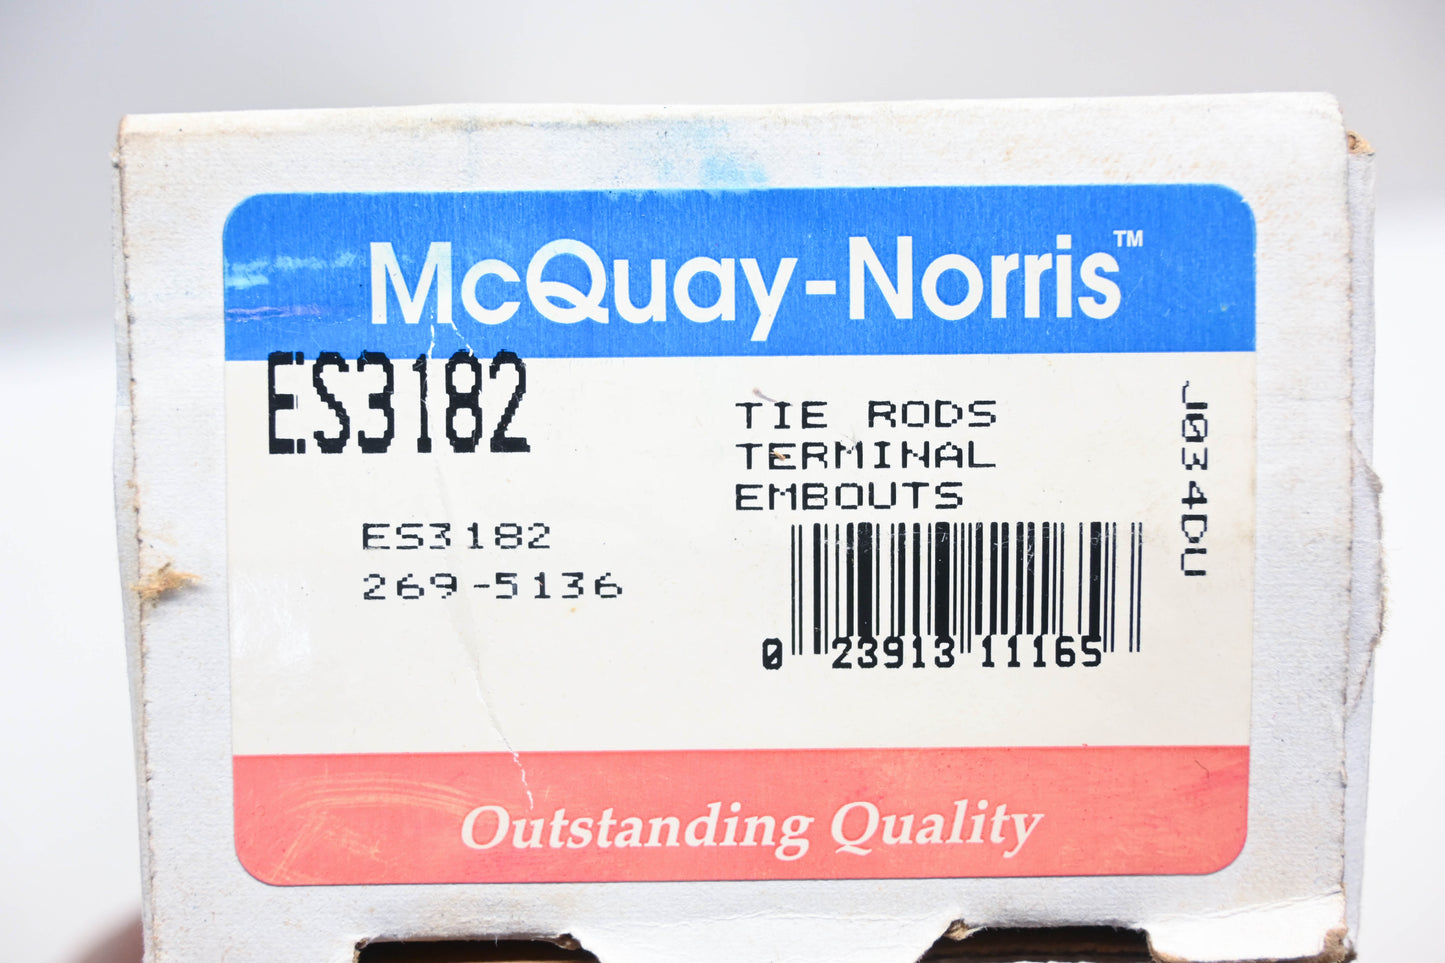 McQuay-Norris™
ES3182
TIE RODS
TERMINAL
EMBOUTS
ES3182
269-5136
J034DU
0 23913 11165
Outstanding Quality